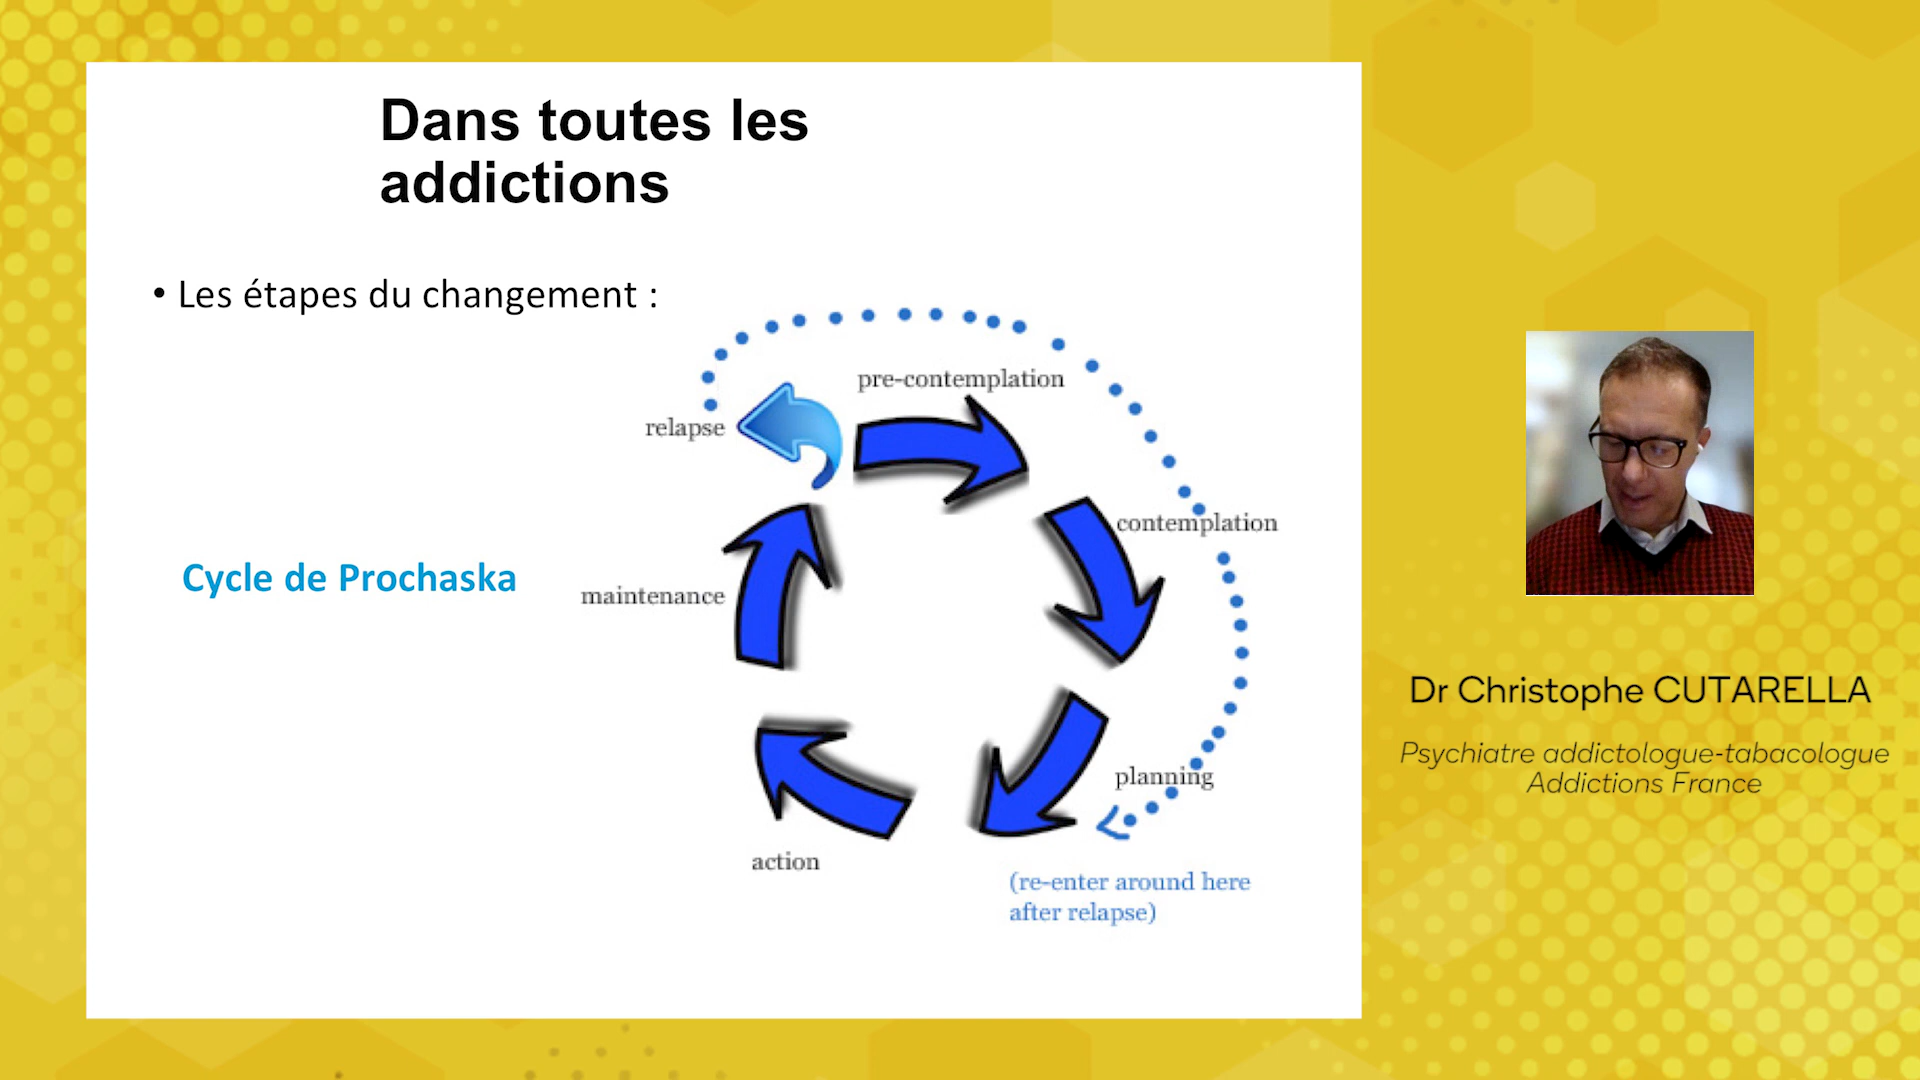 Dans toutes les
addictions
• Les étapes du changement :
pre-contemplation
relapse
contemplation
Cycle de Prochaska
maintenance
planning
action
(re-enter around here
after relapse)
Dr Christophe CUTARELLA
Psychiatre addictologue-tabacologue
Addictions France